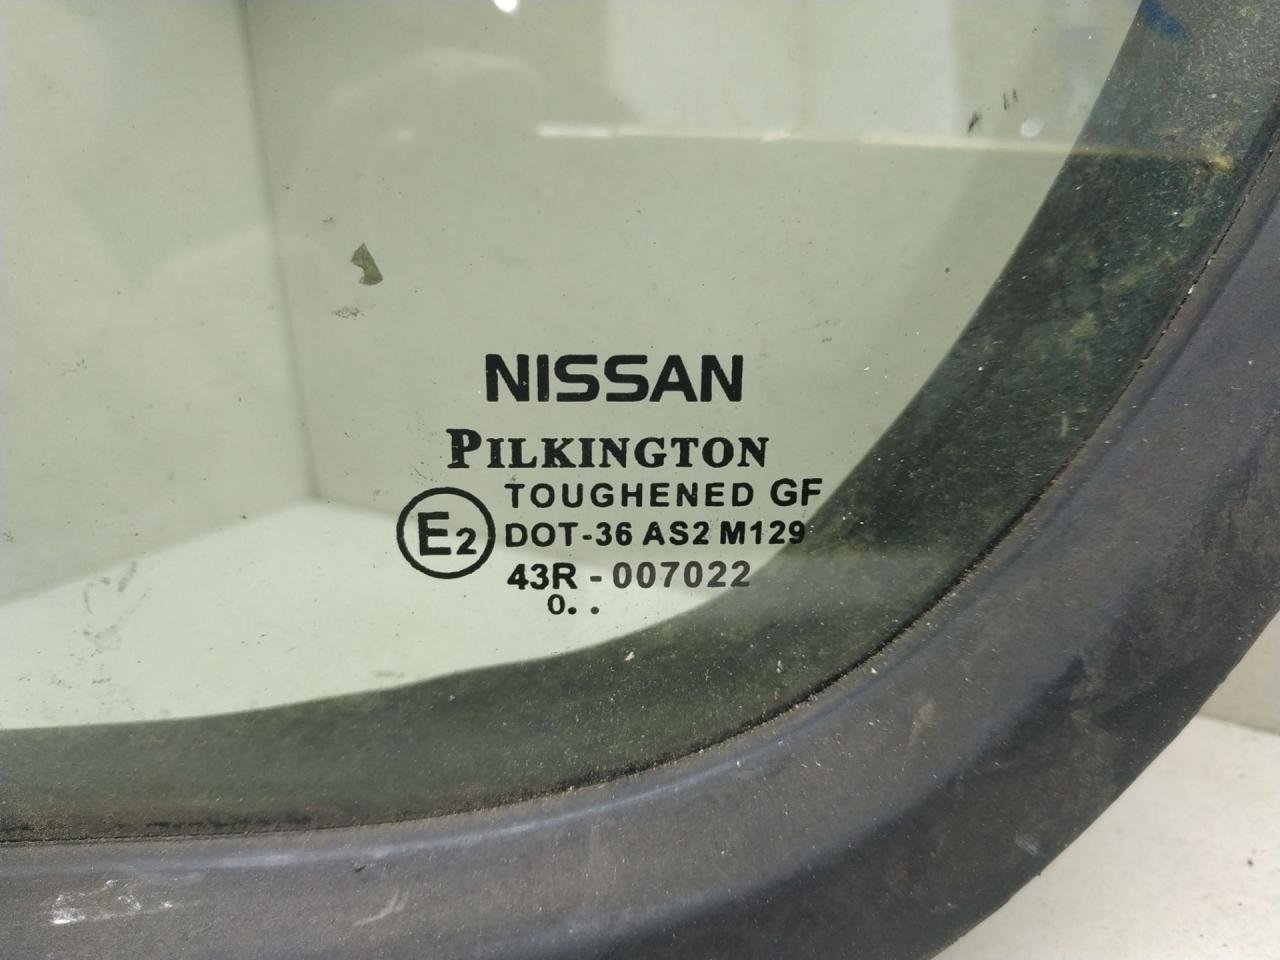 NISSAN
PILKINGTON
TOUGHENED GF
E2 DOT-36 AS2 M129
43R - 007022
0. .